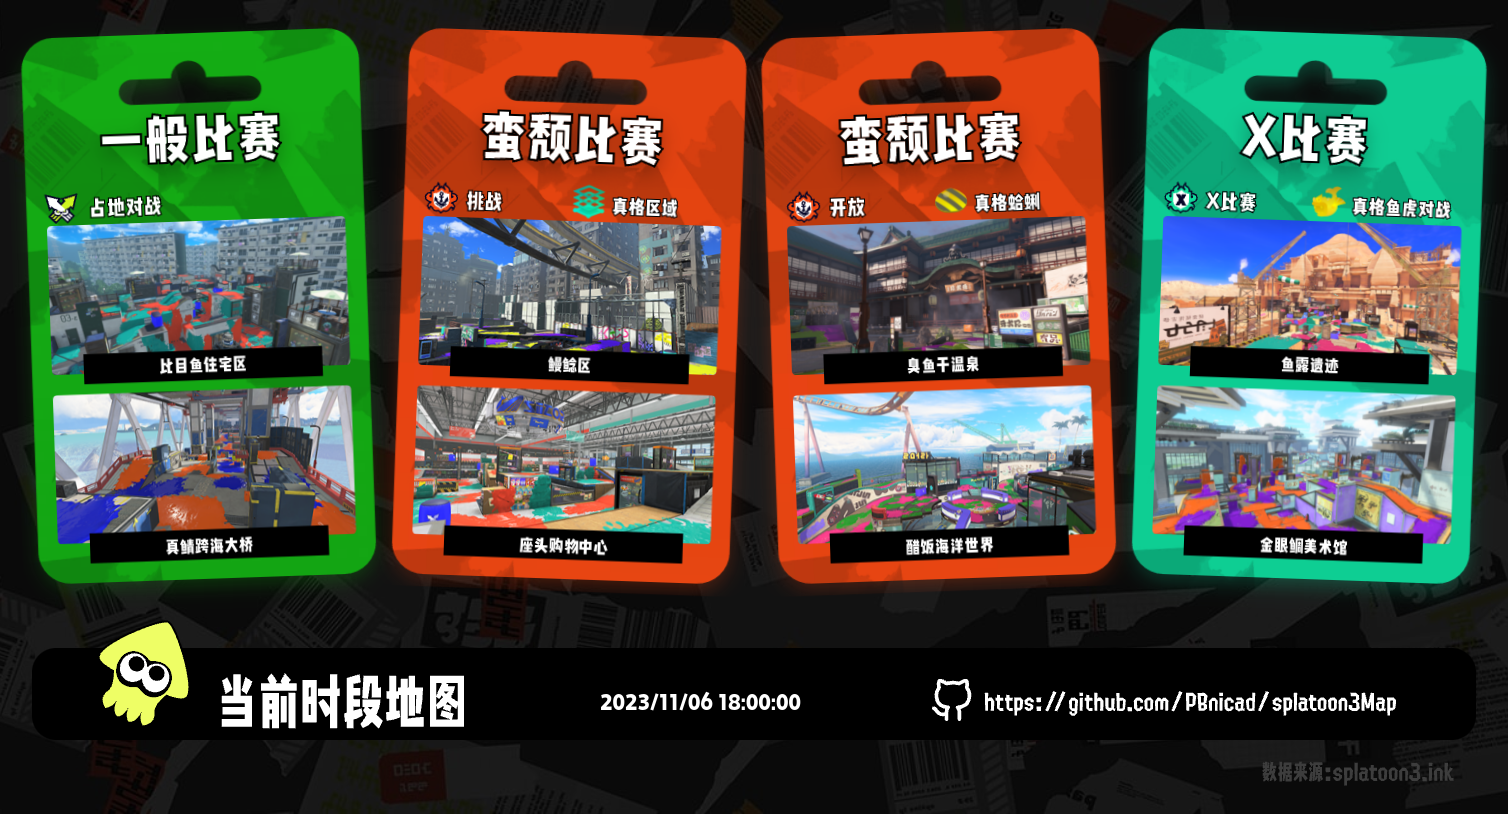 一般比赛
占地对战
比目鱼住宅区
真鲭跨海大桥
蛮颓比赛
挑战
真格区域
鳗鲶区
座头购物中心
蛮颓比赛
开放
真格蛤蜊
臭鱼干温泉
醋饭海洋世界
X比赛
X比赛
真格鱼虎对战
鱼露遗迹
金眼鲷美术馆
当前时段地图
2023/11/06 18:00:00
https://github.com/PBnicad/splatoon3Map
数据来源:splatoon3.ink